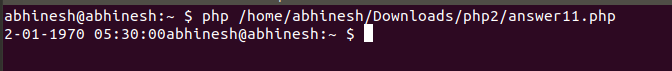 abhinesh@abhinesh:~ $ php /home/abhinesh/Downloads/php2/answer11.php
2-01-1970 05:30:00abhinesh@abhinesh:~ $